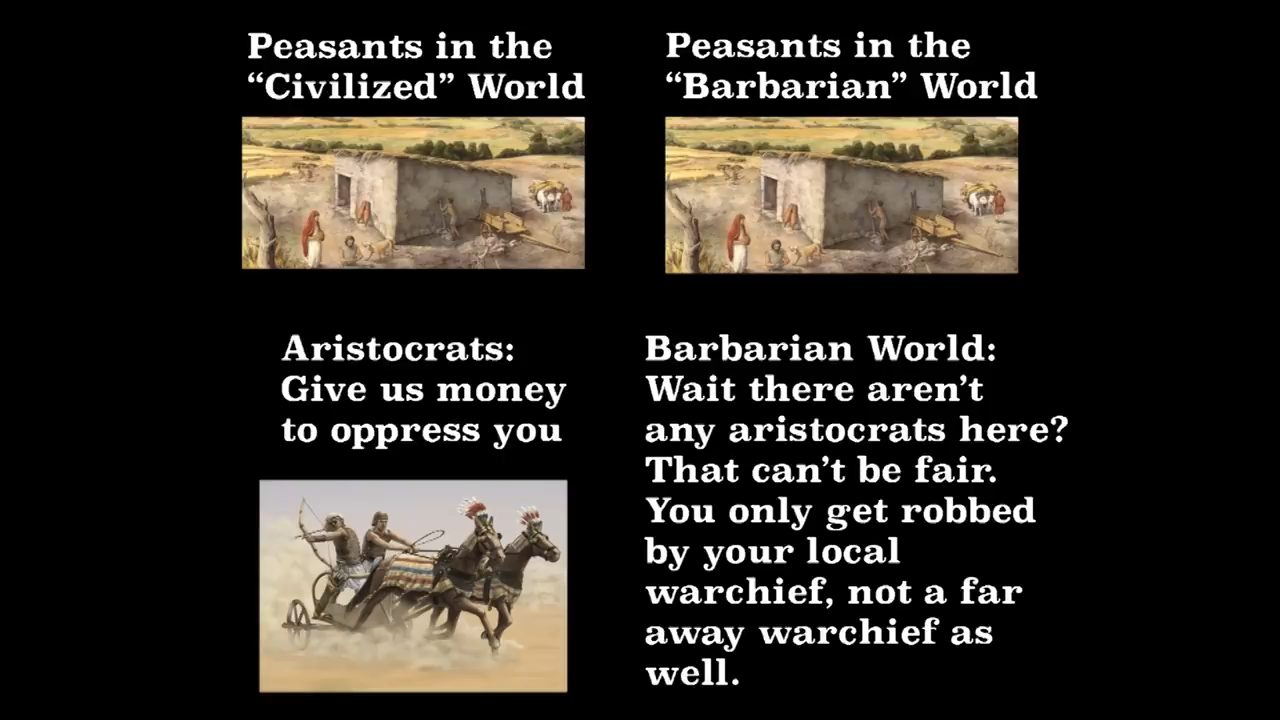 Peasants in the
“Civilized” World
Peasants in the
“Barbarian” World
Aristocrats:
Give us money
to oppress you
Barbarian World:
Wait there aren’t
any aristocrats here?
That can’t be fair.
You only get robbed
by your local
warchief, not a far
away warchief as
well.